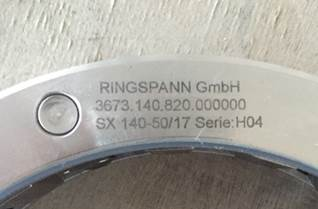 RINGSPANN GmbH
3673.140.820.000000
SX 140-50/17 Serie:H04